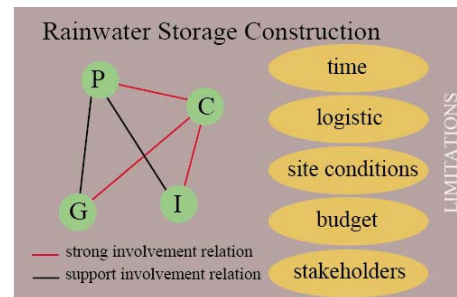 Rainwater Storage Construction
P
C
G
I
strong involvement relation
support involvement relation
time
logistic
site conditions
budget
stakeholders
LIMITATIONS